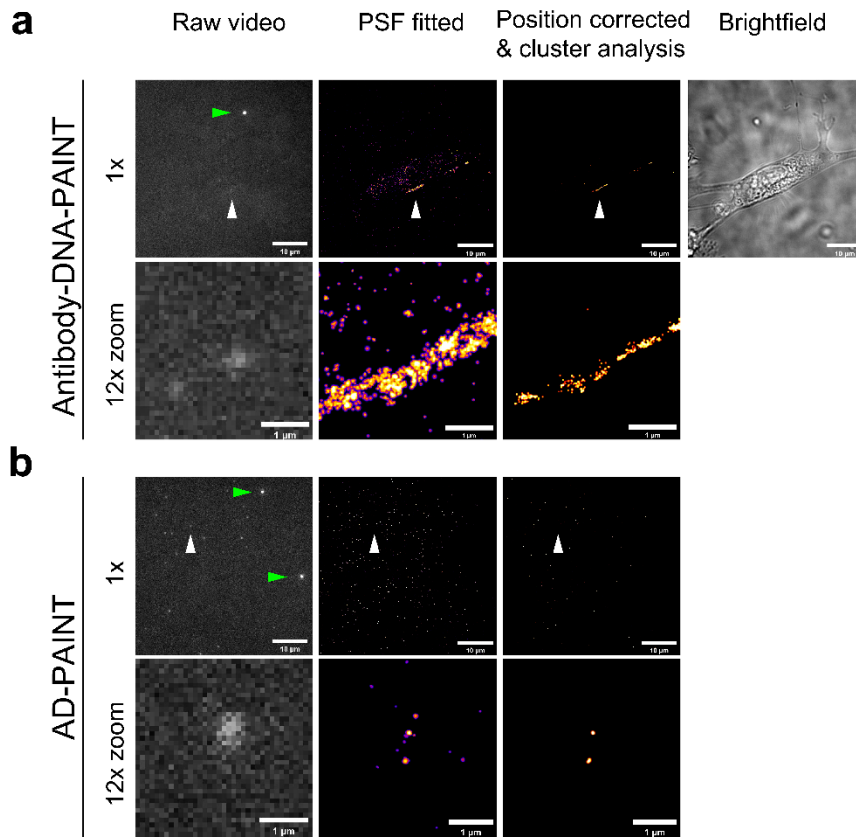 a
Raw video
PSF fitted
Position corrected
& cluster analysis
Brightfield
Antibody-DNA-PAINT
1x
10 µm
10 µm
10 µm
10 µm
12x zoom
1 µm
1 µm
1 µm
b
AD-PAINT
1x
10 µm
10 µm
10 µm
12x zoom
1 µm
1 µm
1 µm